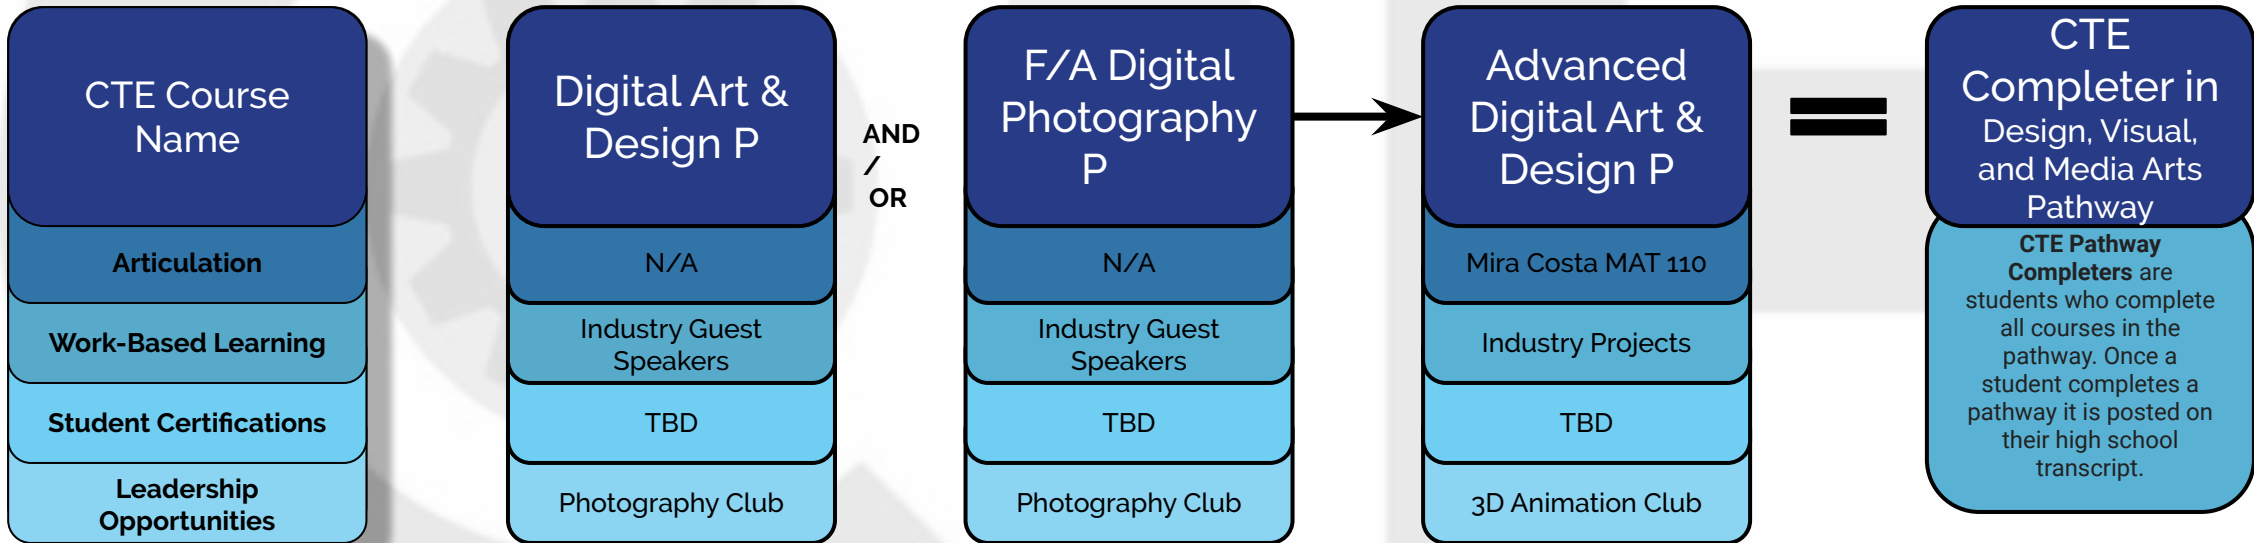 CTE Course
Name
Articulation
Work-Based Learning
Student Certifications
Leadership
Opportunities
Digital Art &
Design P
N/A
Industry Guest
Speakers
TBD
Photography Club
AND
/
OR
F/A Digital
Photography
P
N/A
Industry Guest
Speakers
TBD
Photography Club
Advanced
Digital Art &
Design P
Mira Costa MAT 110
Industry Projects
TBD
3D Animation Club
CTE
Completer in
Design, Visual,
and Media Arts
Pathway
CTE Pathway
Completers are
students who complete
all courses in the
pathway. Once a
student completes a
pathway it is posted on
their high school
transcript.